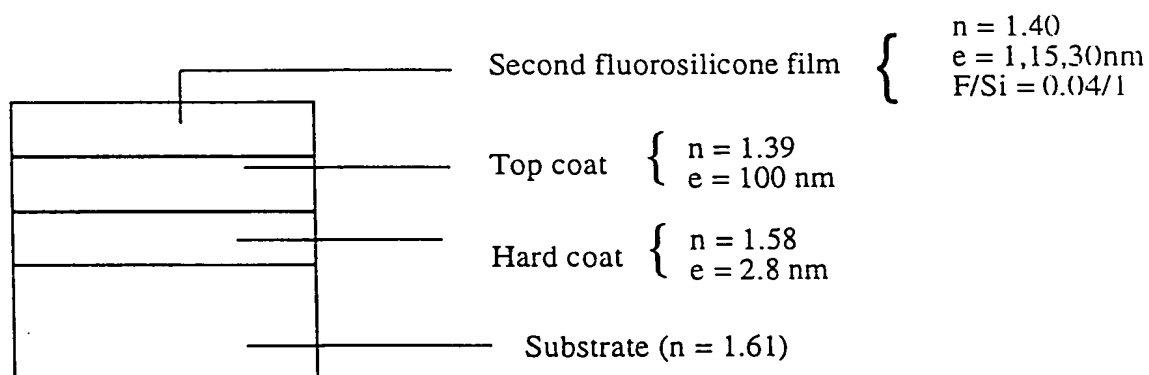 n = 1.40
Second fluorosilicone film { e = 1,15,30nm
F/Si = 0.04/1
Top coat { n = 1.39
e = 100 nm
Hard coat { n = 1.58
e = 2.8 nm
Substrate (n = 1.61)